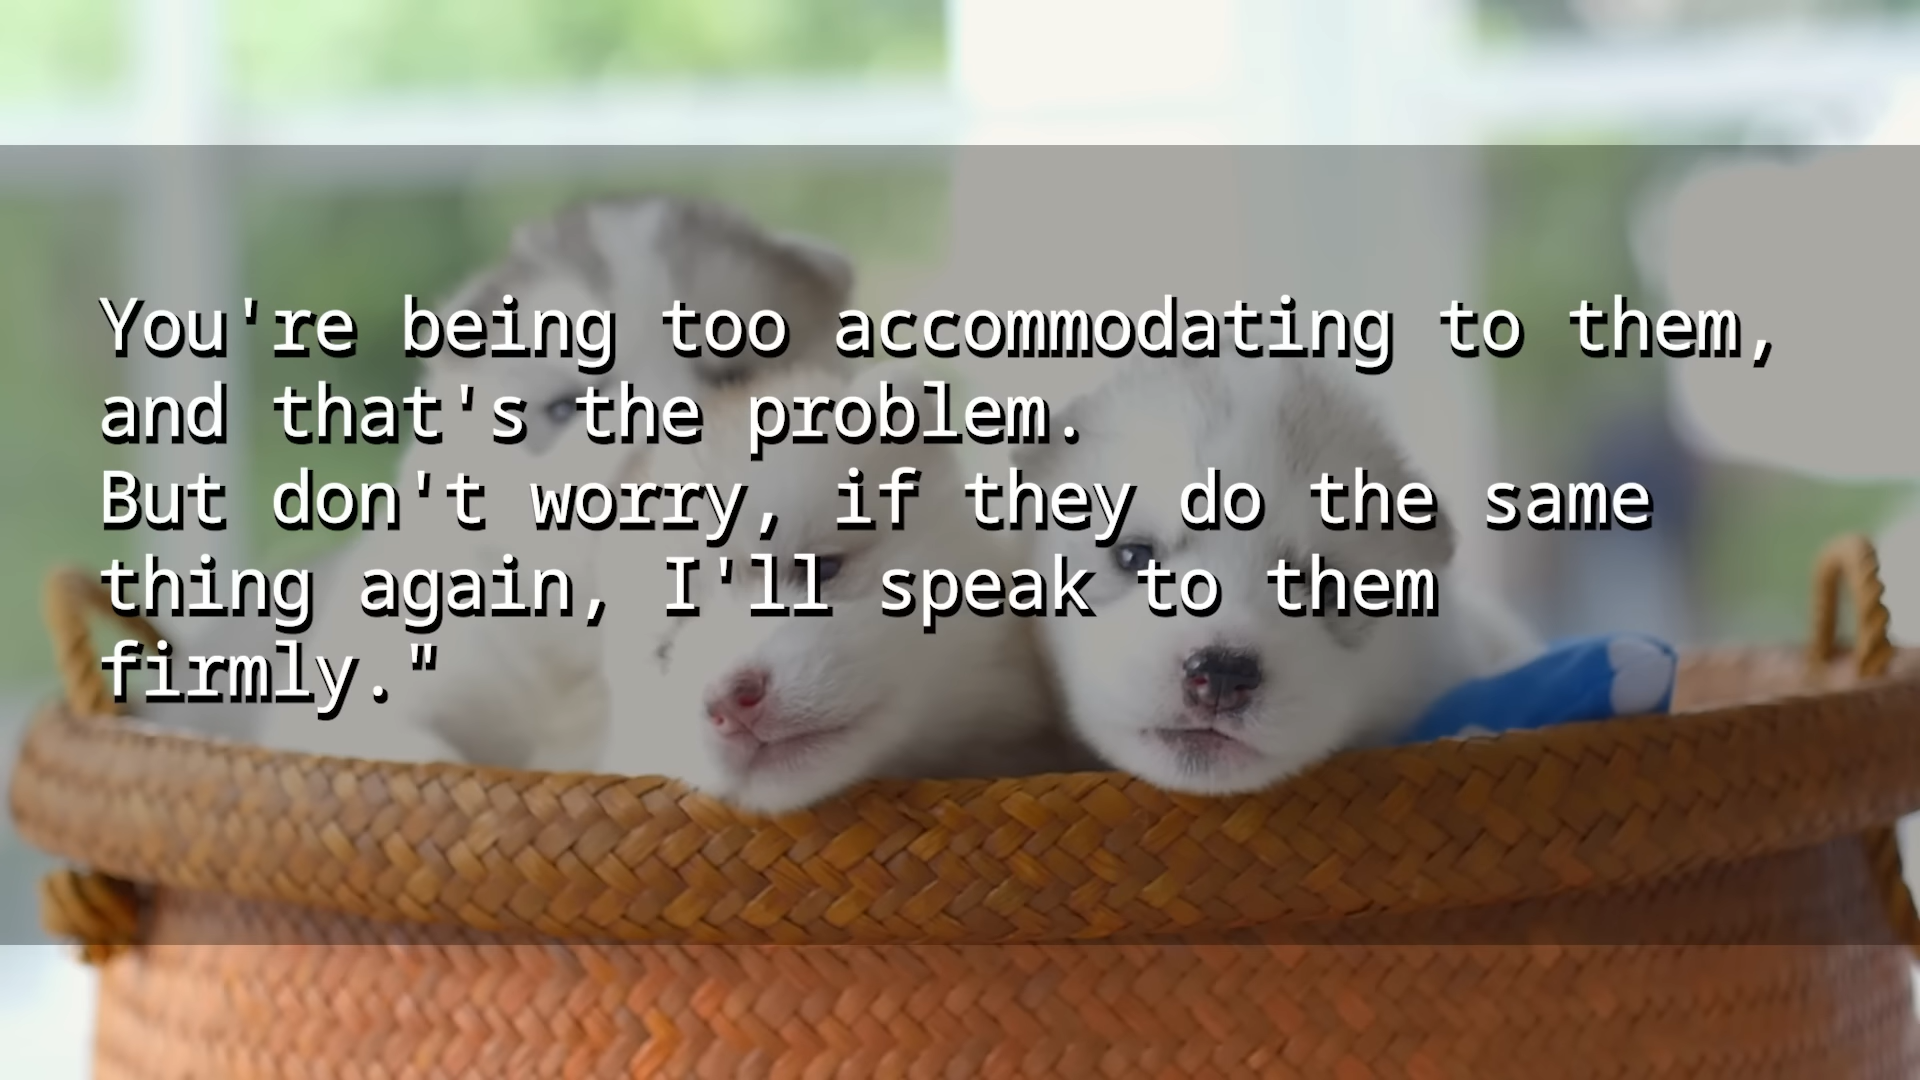 You're being too accommodating to them,
and that's the problem.
But don't worry, if they do the same
thing again, I'll speak to them
firmly."